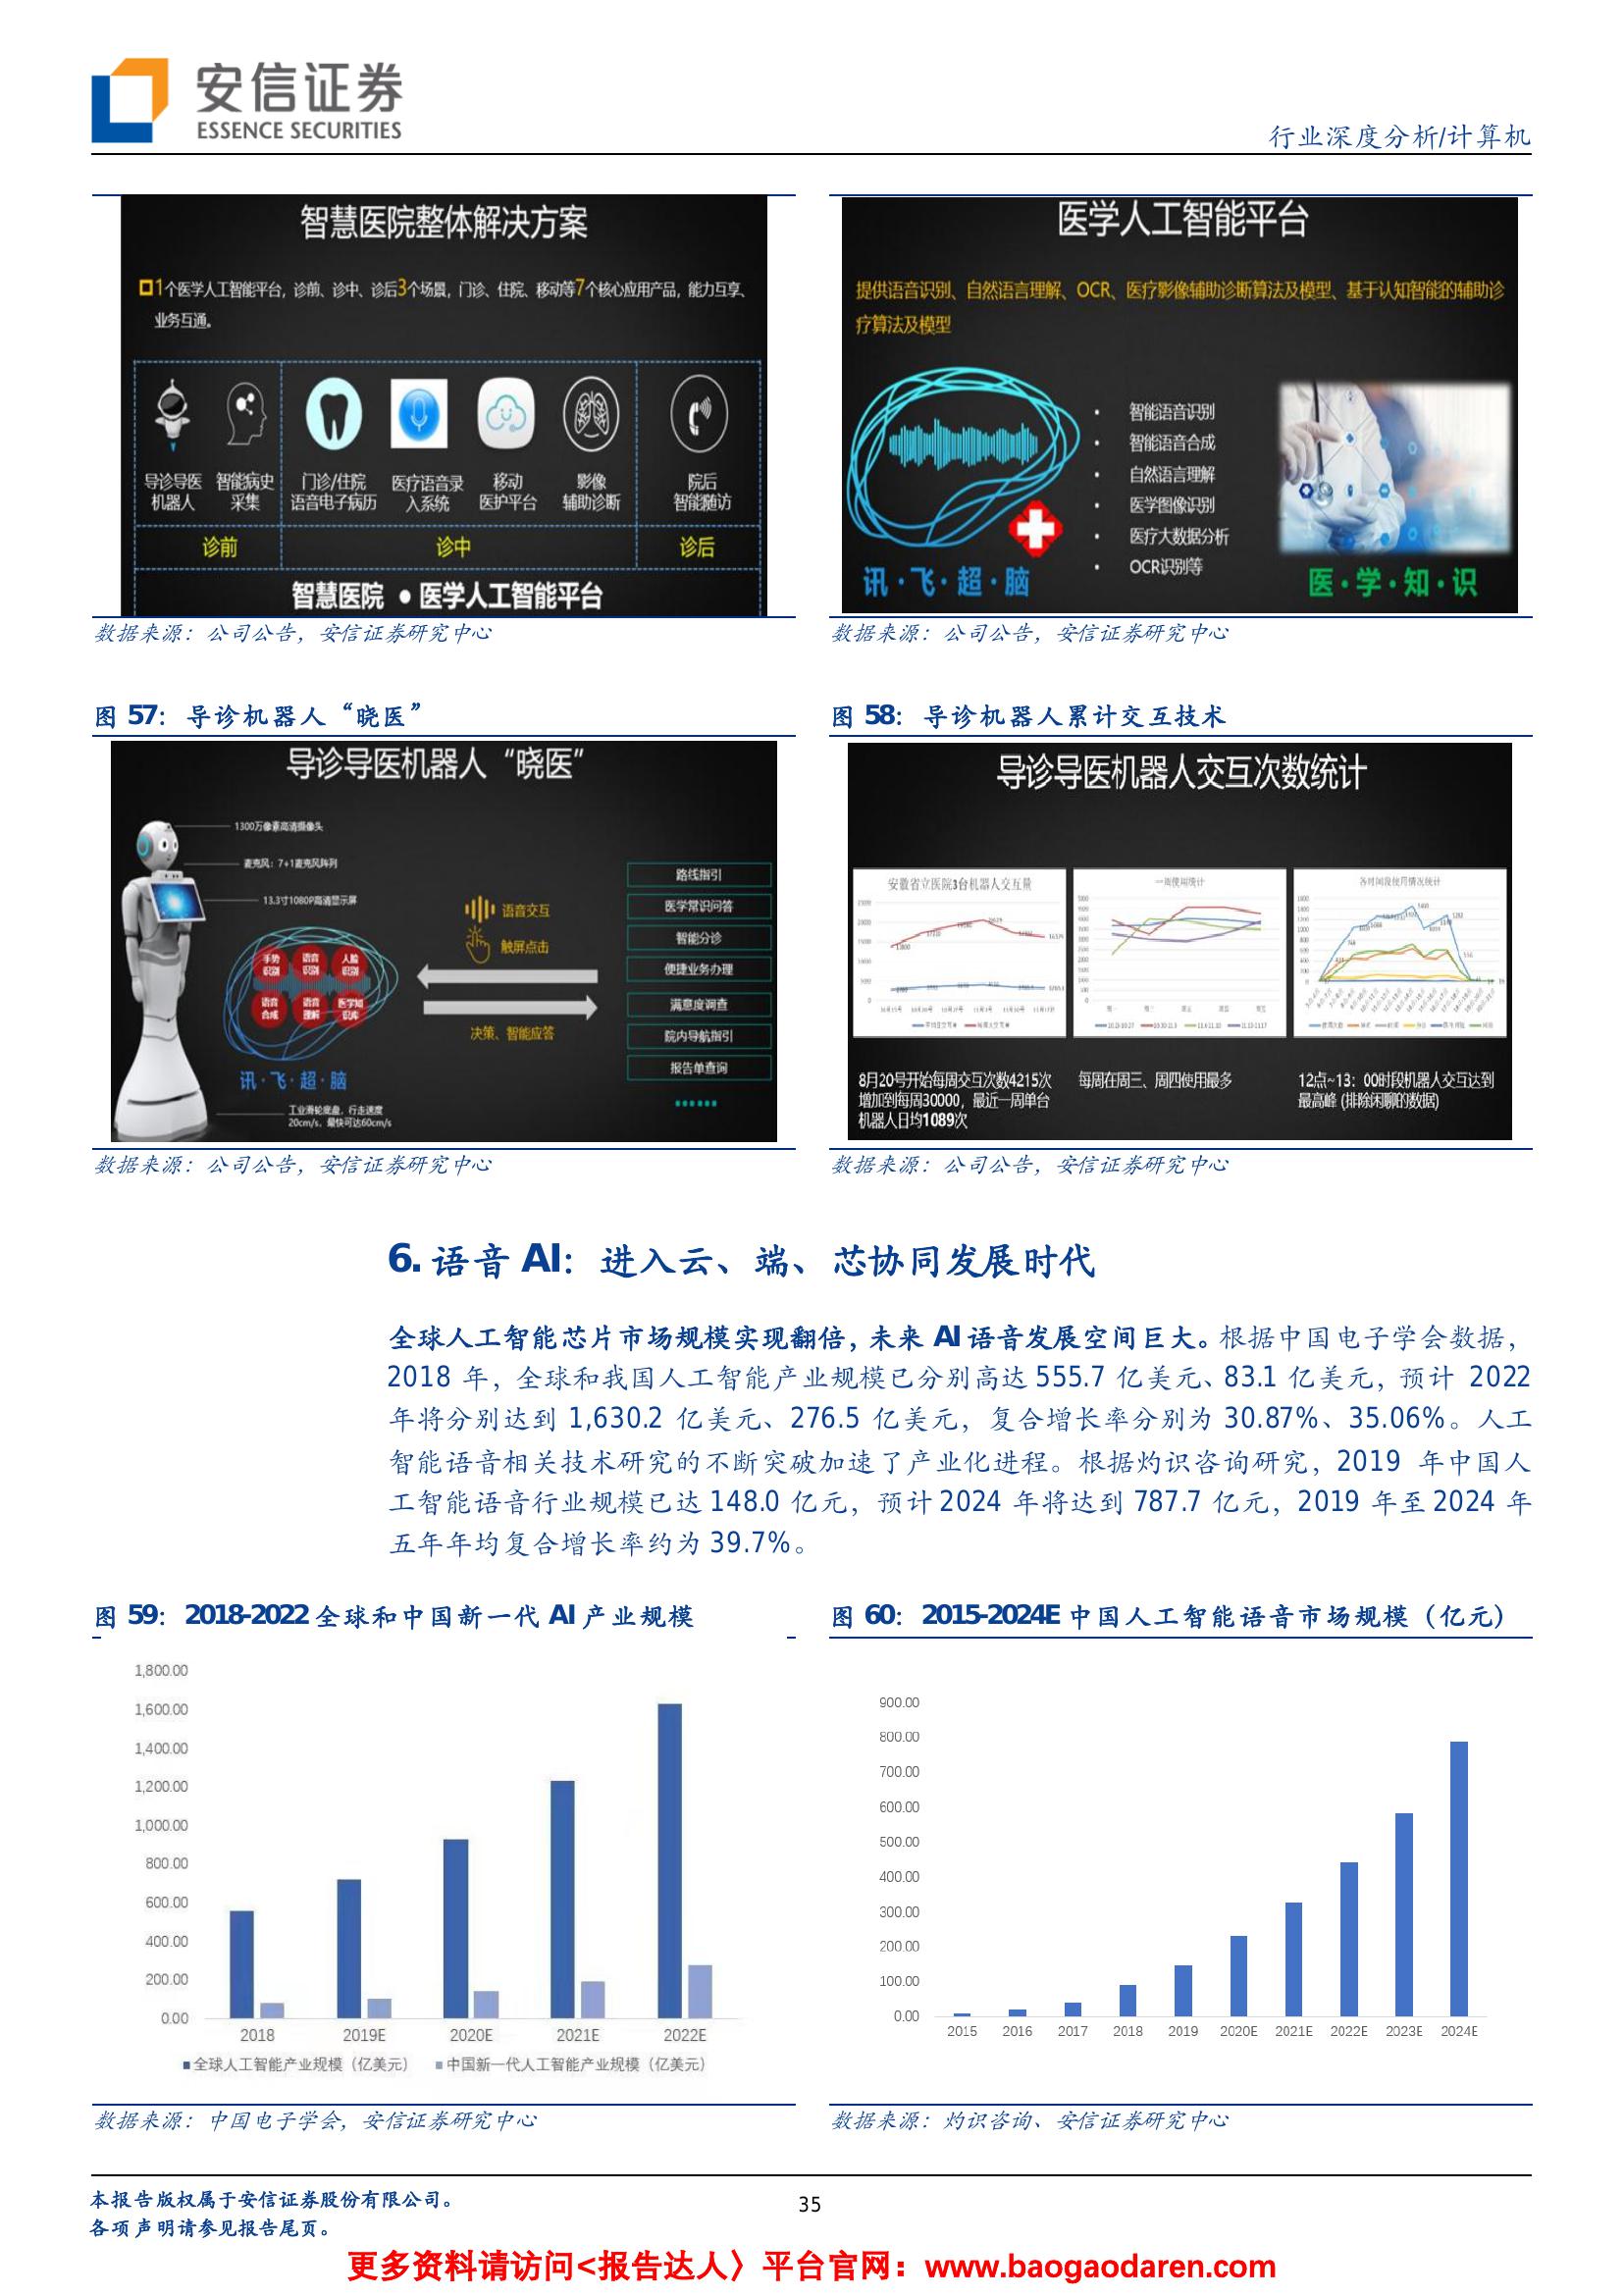 安信证券
ESSENCE SECURITIES
行业深度分析/计算机
智慧医院整体解决方案
1个医学人工智能平台，诊前、诊中、诊后3个场景，门诊、住院、移动等7个核心应用产品，能力互享、
业务互通。
导诊导医
机器人
智能病史
采集
门诊/住院
语音电子病历
医疗语音录
入系统
移动
医护平台
影像
辅助诊断
院后
智能随访
诊前
诊中
诊后
智慧医院 ● 医学人工智能平台
数据来源：公司公告，安信证券研究中心
医学人工智能平台
提供语音识别、自然语言理解、OCR、医疗影像辅助诊断算法及模型、基于认知智能的辅助诊
疗算法及模型
• 智能语音识别
• 智能语音合成
• 自然语言理解
• 医学图像识别
• 医疗大数据分析
• OCR识别等
讯·飞·超·脑
医·学·知·识
数据来源：公司公告，安信证券研究中心
图 57：导诊机器人“晓医”
导诊导医机器人“晓医”
1300万像素高清摄像头
麦克风：7+1麦克风阵列
13.3寸1080P高清显示屏
手势
识别
语音
识别
人脸
识别
语音
合成
语音
理解
医学知
识库
讯·飞·超·脑
工业滑轮底盘，行走速度
20cm/s，最快可达60cm/s
语音交互
触屏点击
决策、智能应答
路线指引
医学常识问答
智能分诊
便捷业务办理
满意度调查
院内导航指引
报告单查询
数据来源：公司公告，安信证券研究中心
图 58：导诊机器人累计交互技术
导诊导医机器人交互次数统计
安徽省立医院3台机器人交互量
一周使用统计
各时间段使用情况统计
8月20号开始每周交互次数4215次
增加到每周30000，最近一周单台
机器人日均1089次
每周在周三、周四使用最多
12点~13：00时段机器人交互达到
最高峰 (排除闲聊的数据)
数据来源：公司公告，安信证券研究中心
6. 语音 AI：进入云、端、芯协同发展时代
全球人工智能芯片市场规模实现翻倍，未来 AI 语音发展空间巨大。根据中国电子学会数据，
2018 年，全球和我国人工智能产业规模已分别高达 555.7 亿美元、83.1 亿美元，预计 2022
年将分别达到 1,630.2 亿美元、276.5 亿美元，复合增长率分别为 30.87%、35.06%。人工
智能语音相关技术研究的不断突破加速了产业化进程。根据灼识咨询研究，2019 年中国人
工智能语音行业规模已达 148.0 亿元，预计 2024 年将达到 787.7 亿元，2019 年至 2024 年
五年年均复合增长率约为 39.7%。
图 59：2018-2022 全球和中国新一代 AI 产业规模
1,800.00
1,600.00
1,400.00
1,200.00
1,000.00
800.00
600.00
400.00
200.00
0.00
2018 2019E 2020E 2021E 2022E
全球人工智能产业规模（亿美元） 中国新一代人工智能产业规模（亿美元）
数据来源：中国电子学会，安信证券研究中心
图 60：2015-2024E 中国人工智能语音市场规模（亿元）
900.00
800.00
700.00
600.00
500.00
400.00
300.00
200.00
100.00
0.00
2015 2016 2017 2018 2019 2020E 2021E 2022E 2023E 2024E
数据来源：灼识咨询、安信证券研究中心
本报告版权属于安信证券股份有限公司。
各项声明请参见报告尾页。
35
更多资料请访问<报告达人〉平台官网：www.baogaodaren.com